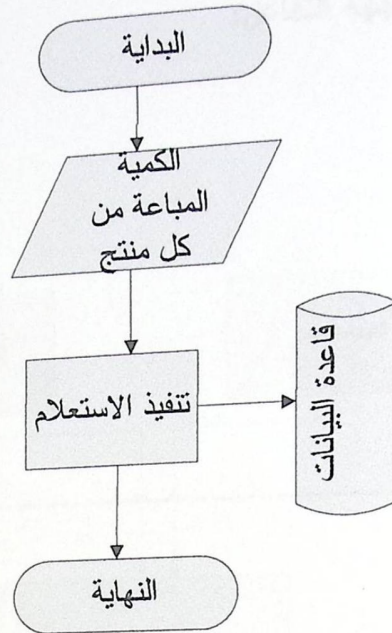 البداية
الكمية
المباعة من
كل منتج
تنفيذ الاستعلام
قاعدة البيانات
النهاية